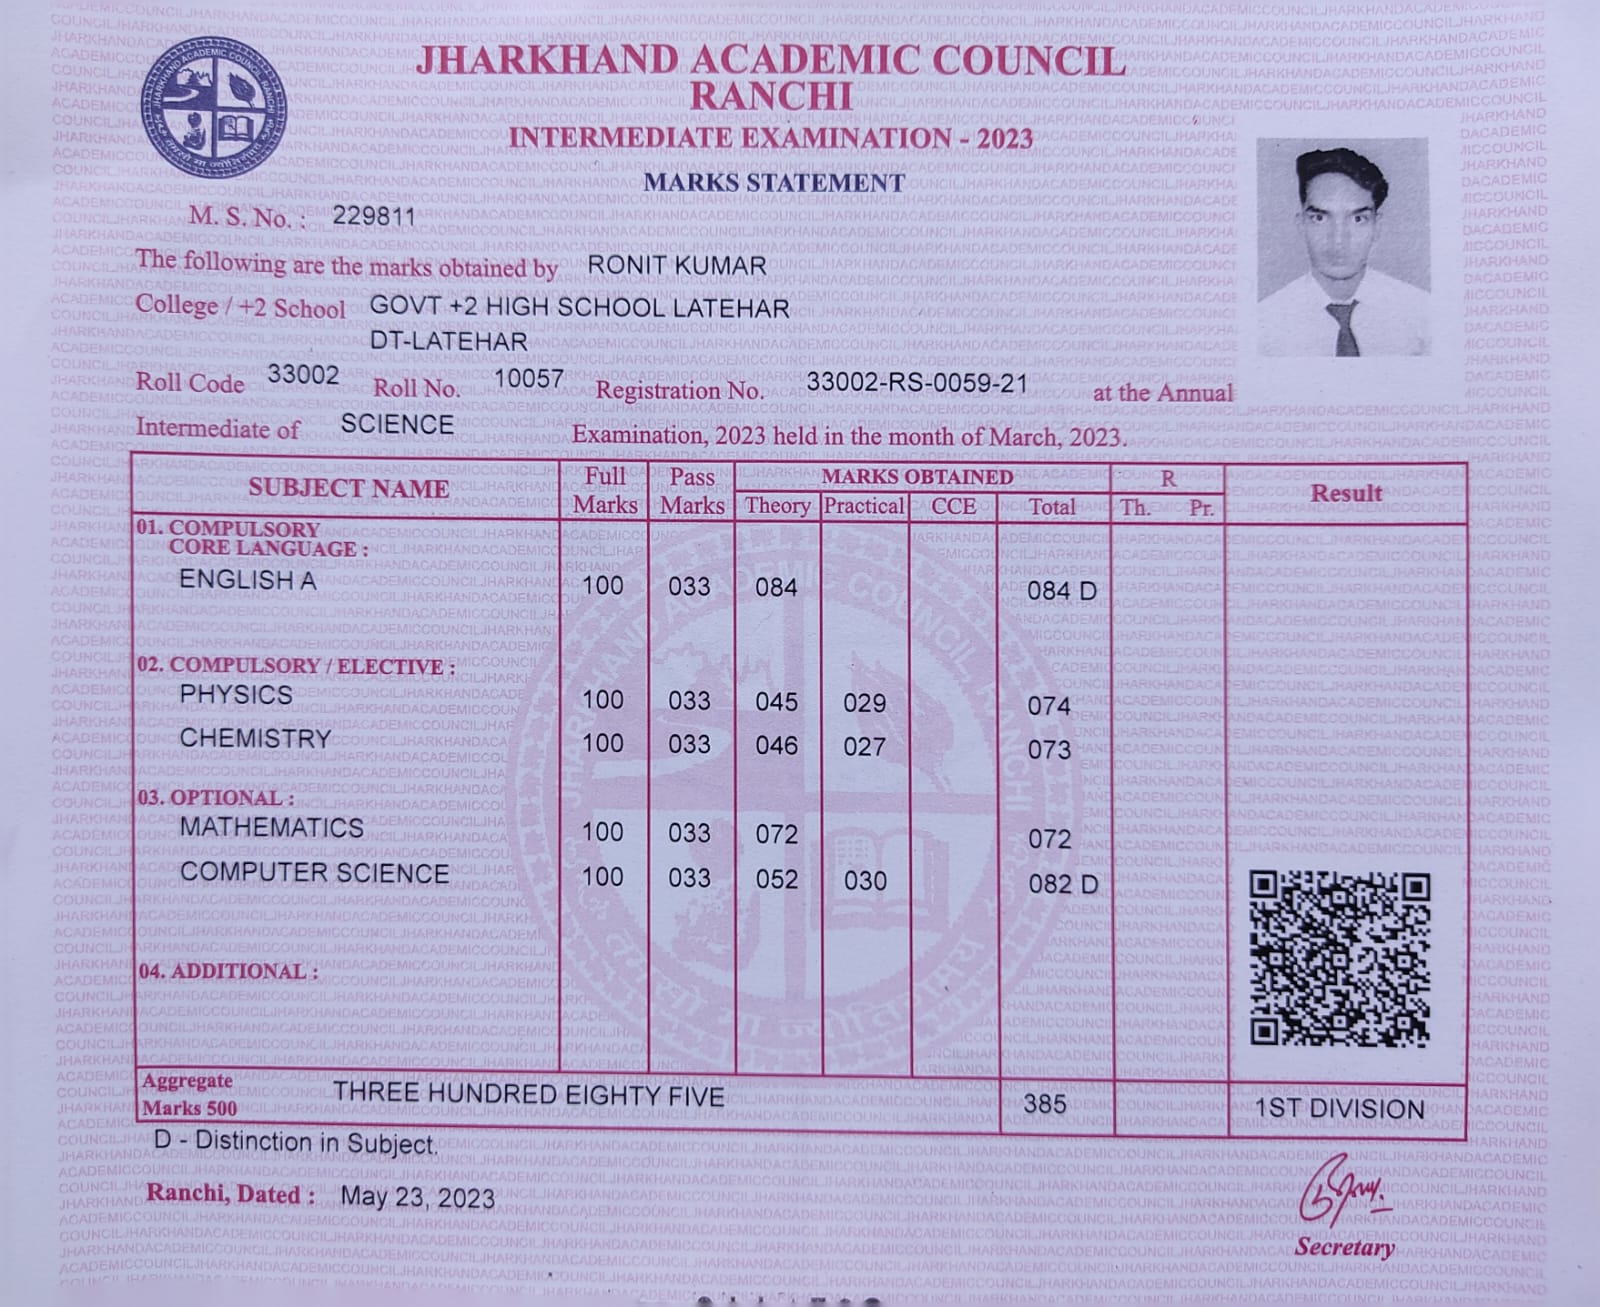 JHARKHAND ACADEMIC COUNCIL
RANCHI
INTERMEDIATE EXAMINATION - 2023
MARKS STATEMENT
M. S. No. : 229811
The following are the marks obtained by RONIT KUMAR
College / +2 School GOVT +2 HIGH SCHOOL LATEHAR
DT-LATEHAR
Roll Code 33002 Roll No. 10057 Registration No. 33002-RS-0059-21 at the Annual
Intermediate of SCIENCE Examination, 2023 held in the month of March, 2023.
SUBJECT NAME Full Marks Pass Marks MARKS OBTAINED R Result
Theory Practical CCE Total Th. Pr.
01. COMPULSORY
CORE LANGUAGE :
ENGLISH A 100 033 084 084 D
02. COMPULSORY / ELECTIVE :
PHYSICS 100 033 045 029 074
CHEMISTRY 100 033 046 027 073
03. OPTIONAL :
MATHEMATICS 100 033 072 072
COMPUTER SCIENCE 100 033 052 030 082 D
04. ADDITIONAL :
Aggregate
Marks 500 THREE HUNDRED EIGHTY FIVE 385 1ST DIVISION
D - Distinction in Subject.
Ranchi, Dated : May 23, 2023
Secretary